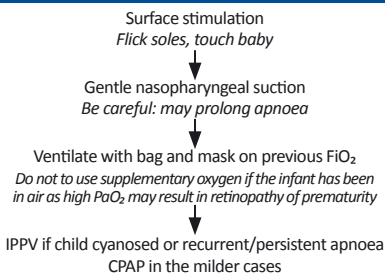 Surface stimulation
Flick soles, touch baby
Gentle nasopharyngeal suction
Be careful: may prolong apnoea
Ventilate with bag and mask on previous FiO₂
Do not to use supplementary oxygen if the infant has been
in air as high PaO₂ may result in retinopathy of prematurity
IPPV if child cyanosed or recurrent/persistent apnoea
CPAP in the milder cases